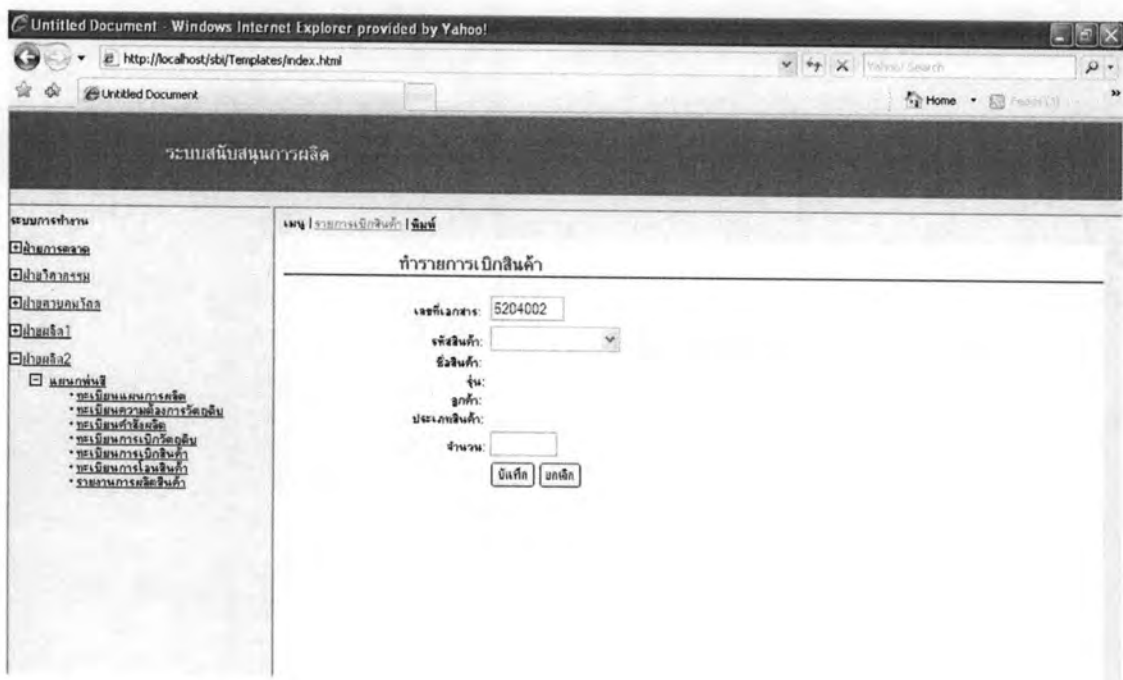 Untitled Document - Windows Internet Explorer provided by Yahoo!
http://localhost/sbi/Templates/index.html
Yahoo! Search
Untitled Document
Home
ระบบสนับสนุนการผลิต
ระบบการทำงาน
ฝ่ายการตลาด
ฝ่ายวิศวกรรม
ฝ่ายควบคุมวัสดุ
ฝ่ายผลิต1
ฝ่ายผลิต2
แผนกพ่นสี
ทะเบียนแผนการผลิต
ทะเบียนความต้องการวัตถุดิบ
ทะเบียนคำสั่งผลิต
ทะเบียนการเบิกวัตถุดิบ
ทะเบียนการเบิกสินค้า
ทะเบียนการโอนสินค้า
รายงานการผลิตสินค้า
เมนู | รายการเบิกสินค้า | พิมพ์
ทำรายการเบิกสินค้า
เลขที่เอกสาร: 5204002
รหัสสินค้า:
ชื่อสินค้า:
รุ่น:
ลูกค้า:
ประเภทสินค้า:
จำนวน:
บันทึก ยกเลิก